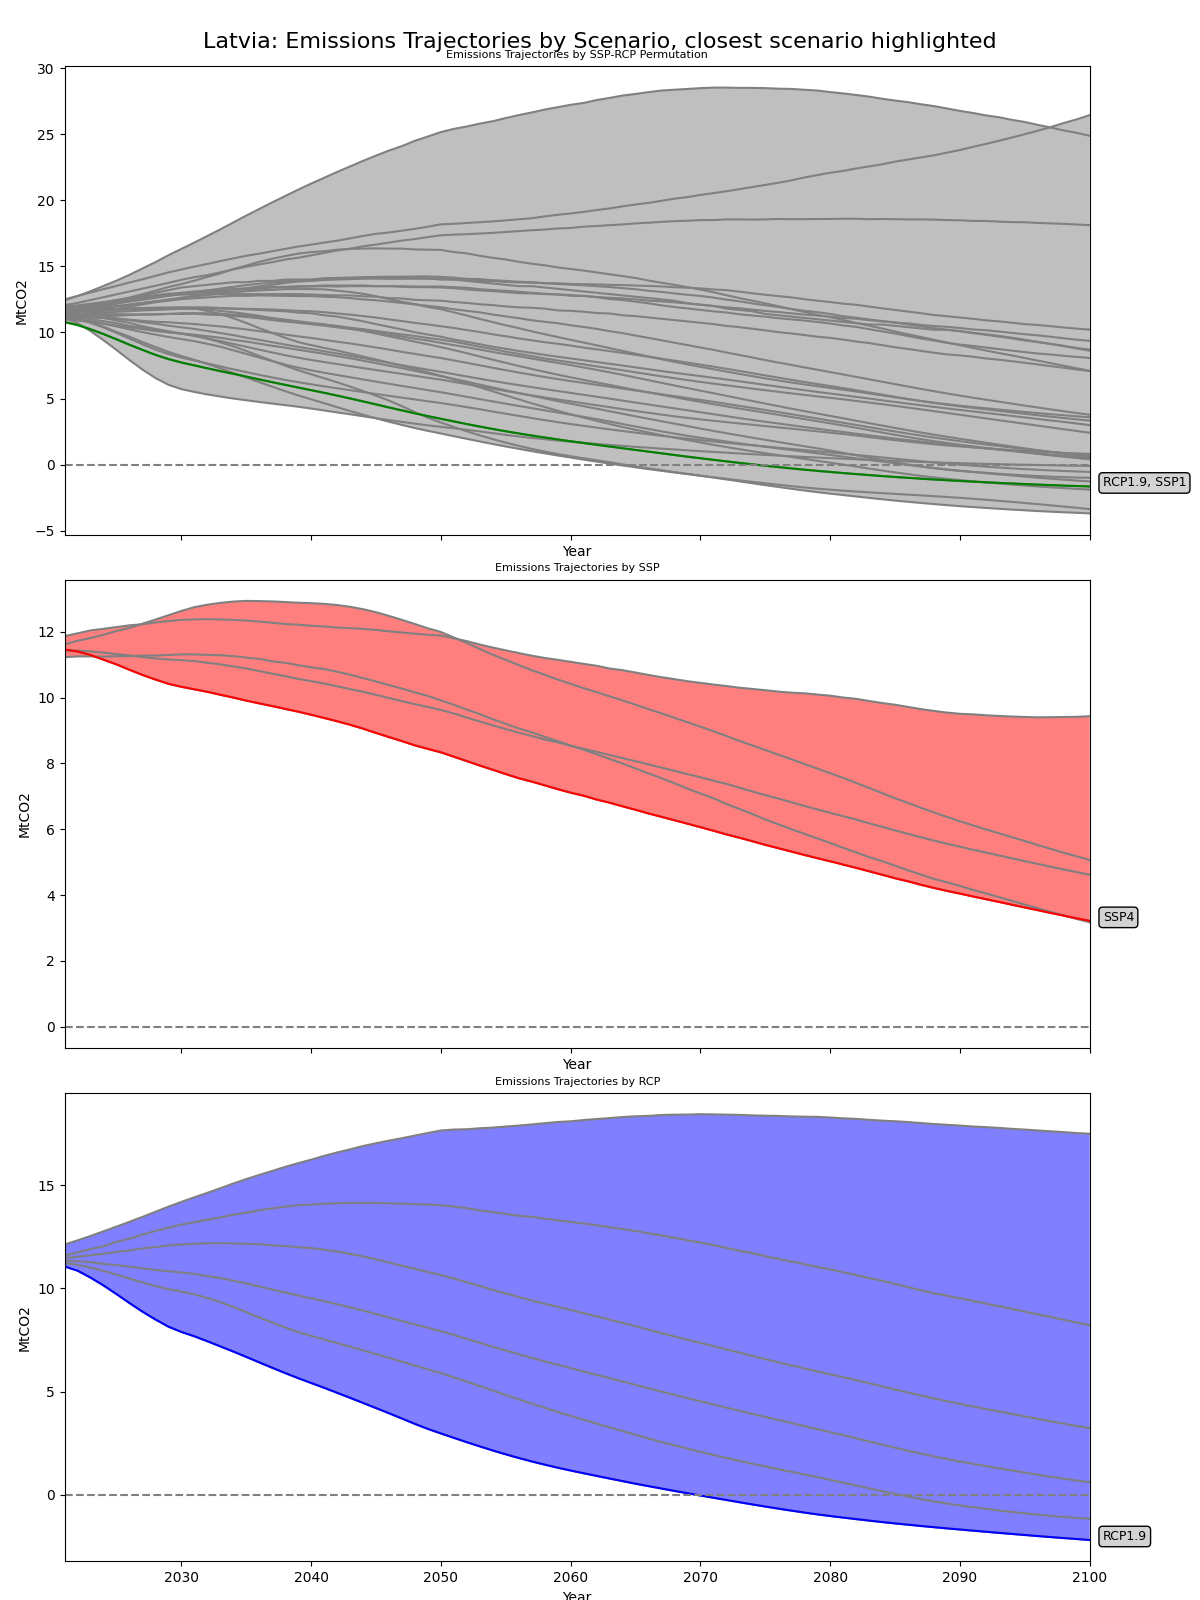 Latvia: Emissions Trajectories by Scenario, closest scenario highlighted
Emissions Trajectories by SSP-RCP Permutation
30
25
20
15
10
5
0
−5
MtCO2
RCP1.9, SSP1
Year
Emissions Trajectories by SSP
12
10
8
6
4
2
0
MtCO2
SSP4
Year
Emissions Trajectories by RCP
15
10
5
0
MtCO2
RCP1.9
2030 2040 2050 2060 2070 2080 2090 2100
Year